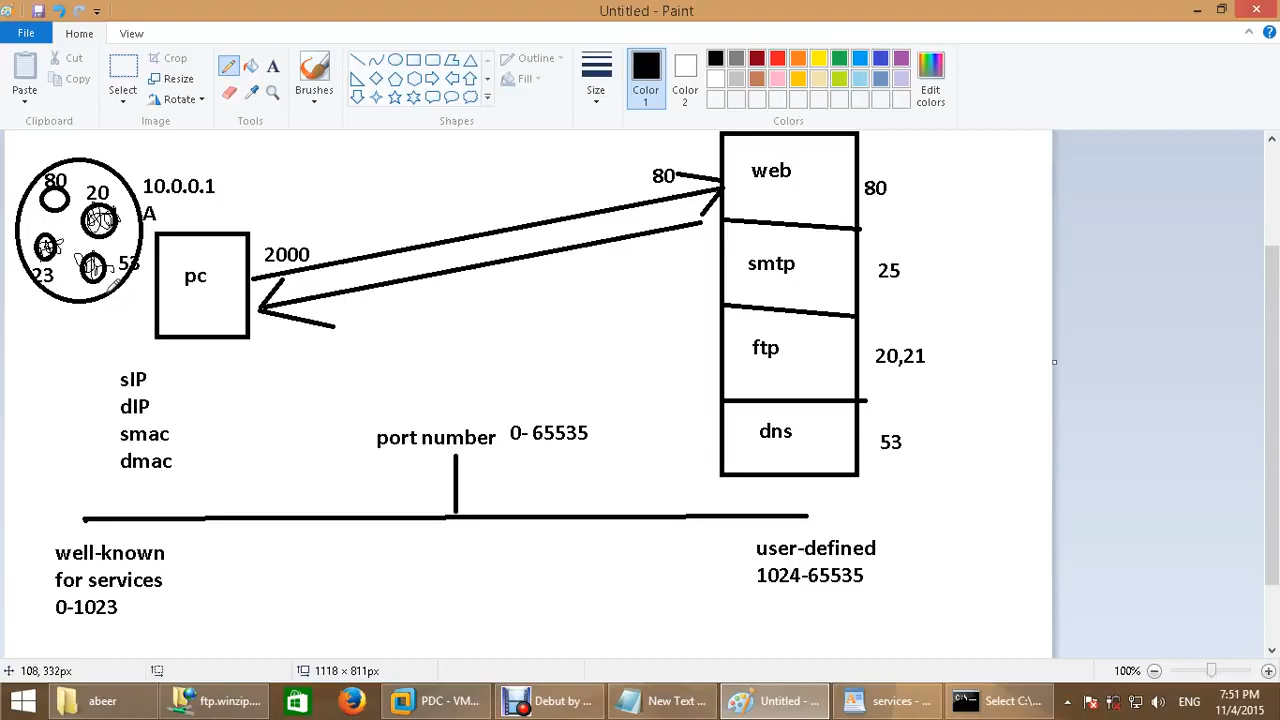 Untitled - Paint
File
Home
View
Paste
Cut
Copy
Clipboard
Select
Crop
Resize
Rotate
Image
A
Tools
Brushes
Outline
Fill
Shapes
Size
Color 1
Color 2
Edit colors
Colors
80
20
53
23
10.0.0.1
A
pc
2000
80
web
80
smtp
25
ftp
20,21
dns
53
sIP
dIP
smac
dmac
port number 0- 65535
well-known
for services
0-1023
user-defined
1024-65535
108, 332px
1118 × 811px
100%
abeer
ftp.winzip....
PDC - VM...
Debut by ...
New Text ...
Untitled - ...
services - ...
Select C:\...
ENG
7:51 PM
11/4/2015